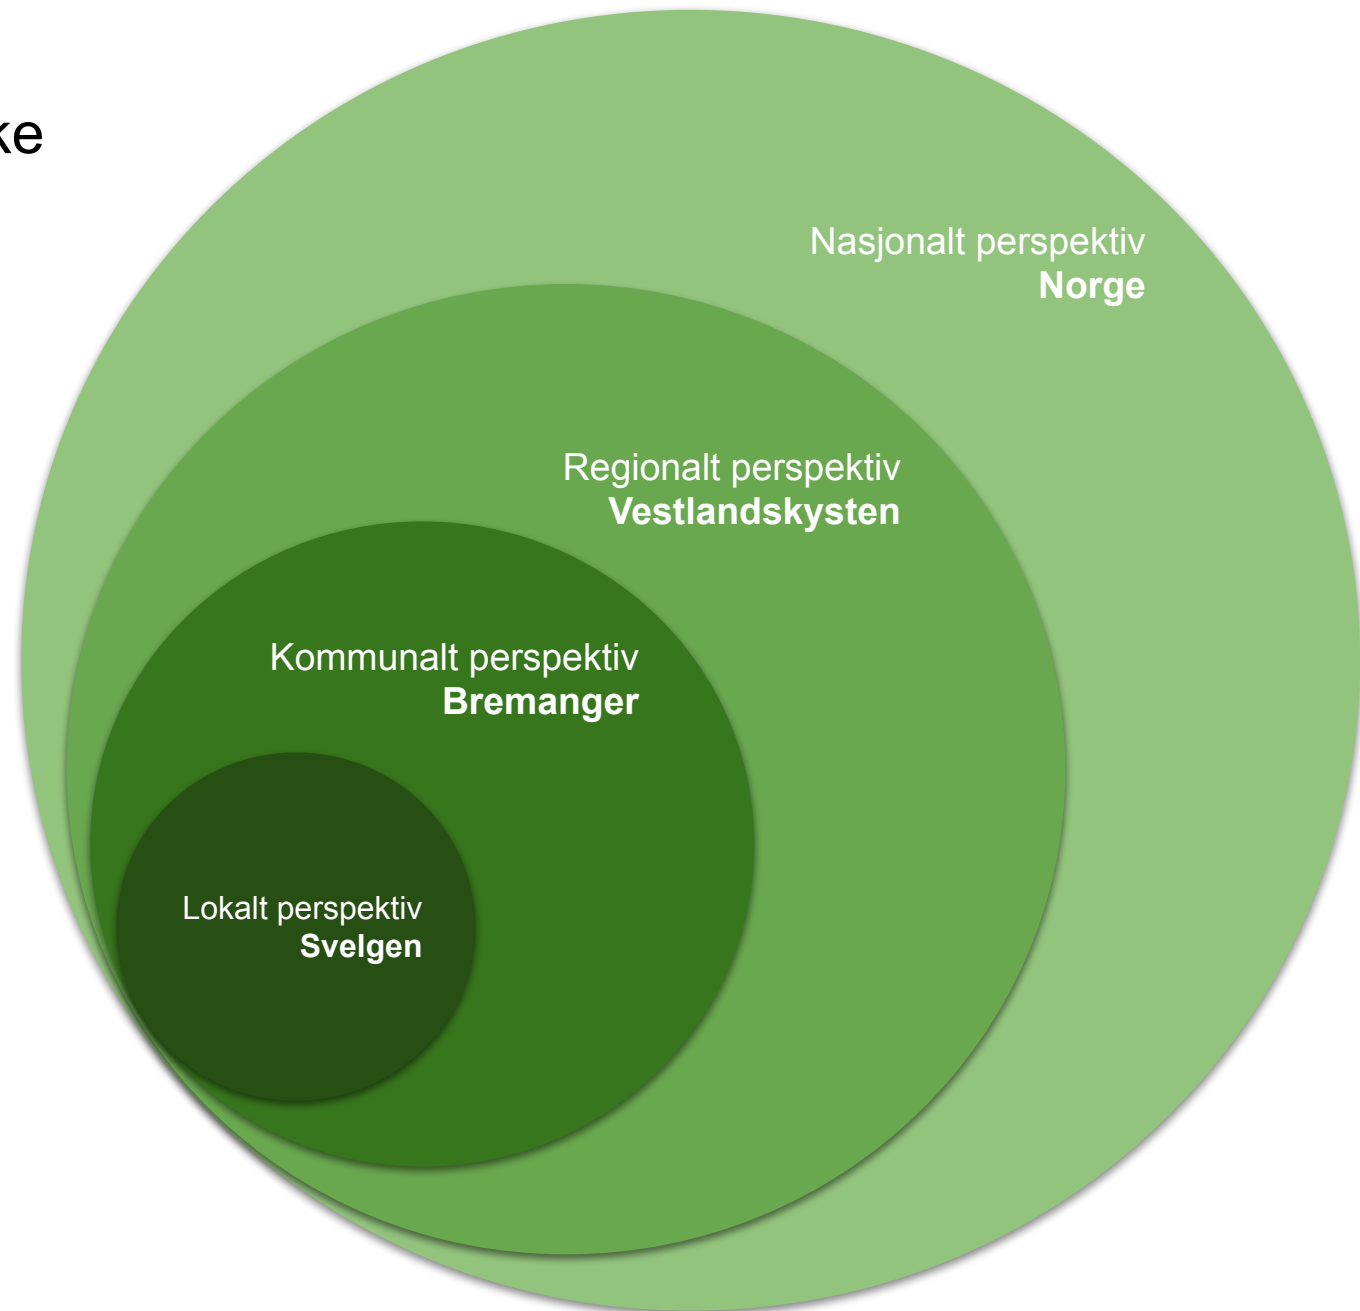 ke
Nasjonalt perspektiv
Norge
Regionalt perspektiv
Vestlandskysten
Kommunalt perspektiv
Bremanger
Lokalt perspektiv
Svelgen